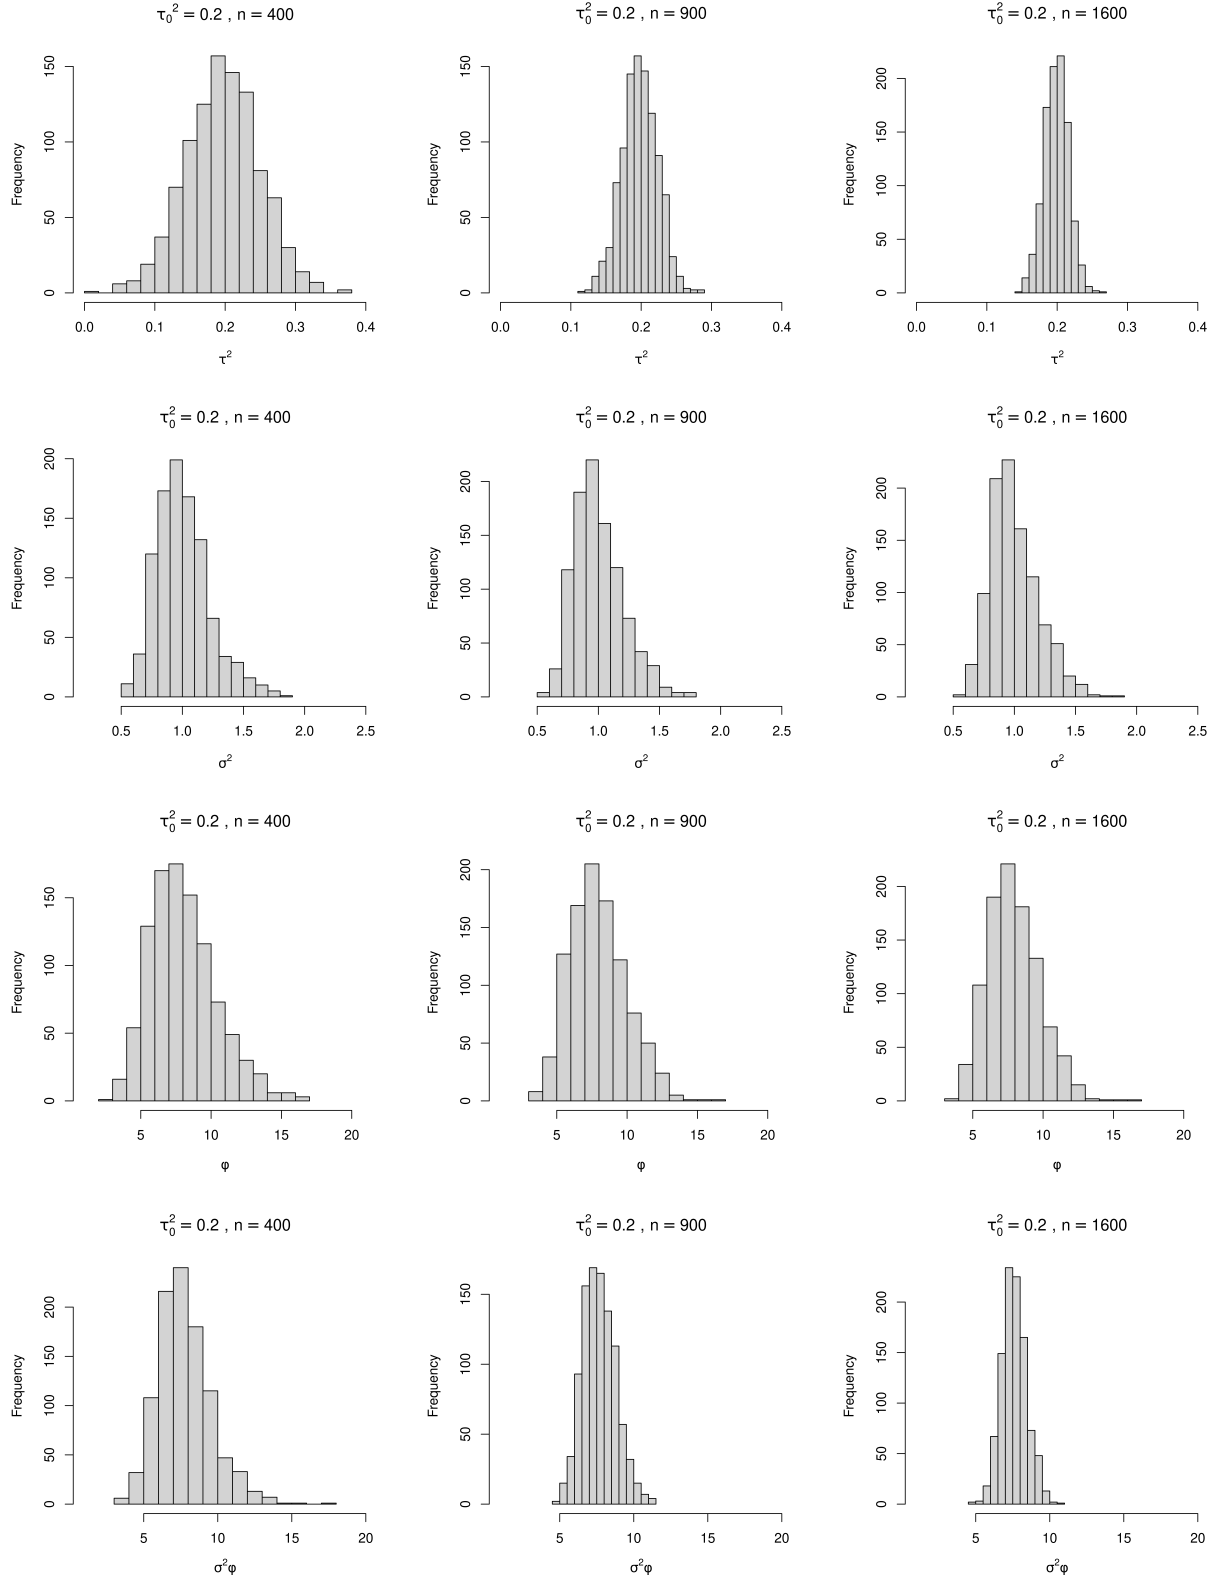 τ₀² = 0.2 , n = 400
Frequency
0 50 100 150
0.0 0.1 0.2 0.3 0.4
τ²
τ₀² = 0.2 , n = 900
Frequency
0 50 100 150
0.0 0.1 0.2 0.3 0.4
τ²
τ₀² = 0.2 , n = 1600
Frequency
0 50 100 150 200
0.0 0.1 0.2 0.3 0.4
τ²
τ₀² = 0.2 , n = 400
Frequency
0 50 100 150 200
0.5 1.0 1.5 2.0 2.5
σ²
τ₀² = 0.2 , n = 900
Frequency
0 50 100 150 200
0.5 1.0 1.5 2.0 2.5
σ²
τ₀² = 0.2 , n = 1600
Frequency
0 50 100 150 200
0.5 1.0 1.5 2.0 2.5
σ²
τ₀² = 0.2 , n = 400
Frequency
0 50 100 150
5 10 15 20
φ
τ₀² = 0.2 , n = 900
Frequency
0 50 100 150 200
5 10 15 20
φ
τ₀² = 0.2 , n = 1600
Frequency
0 50 100 150 200
5 10 15 20
φ
τ₀² = 0.2 , n = 400
Frequency
0 50 100 150 200
5 10 15 20
σ²φ
τ₀² = 0.2 , n = 900
Frequency
0 50 100 150
5 10 15 20
σ²φ
τ₀² = 0.2 , n = 1600
Frequency
0 50 100 150 200
5 10 15 20
σ²φ